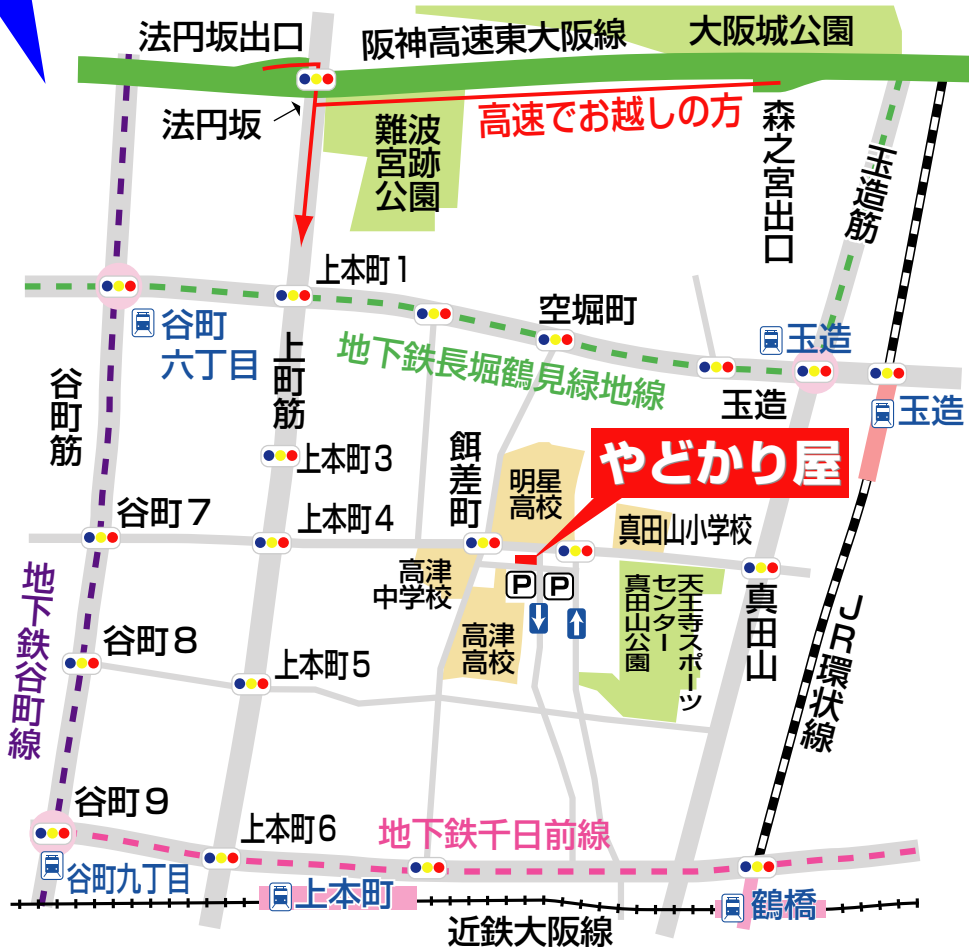 法円坂出口
阪神高速東大阪線
大阪城公園
法円坂
難波
宮跡
公園
高速でお越しの方
森之宮出口
玉造筋
上本町1
空堀町
谷町
六丁目
上町筋
地下鉄長堀鶴見緑地線
玉造
玉造
玉造
谷町筋
上本町3
餌差町
明星
高校
やどかり屋
谷町7
上本町4
真田山小学校
高津
中学校
P
P
天王寺スポーツ
センター
真田山公園
真田山
JR環状線
地下鉄谷町線
谷町8
上本町5
高津
高校
谷町9
上本町6
地下鉄千日前線
谷町九丁目
上本町
鶴橋
近鉄大阪線